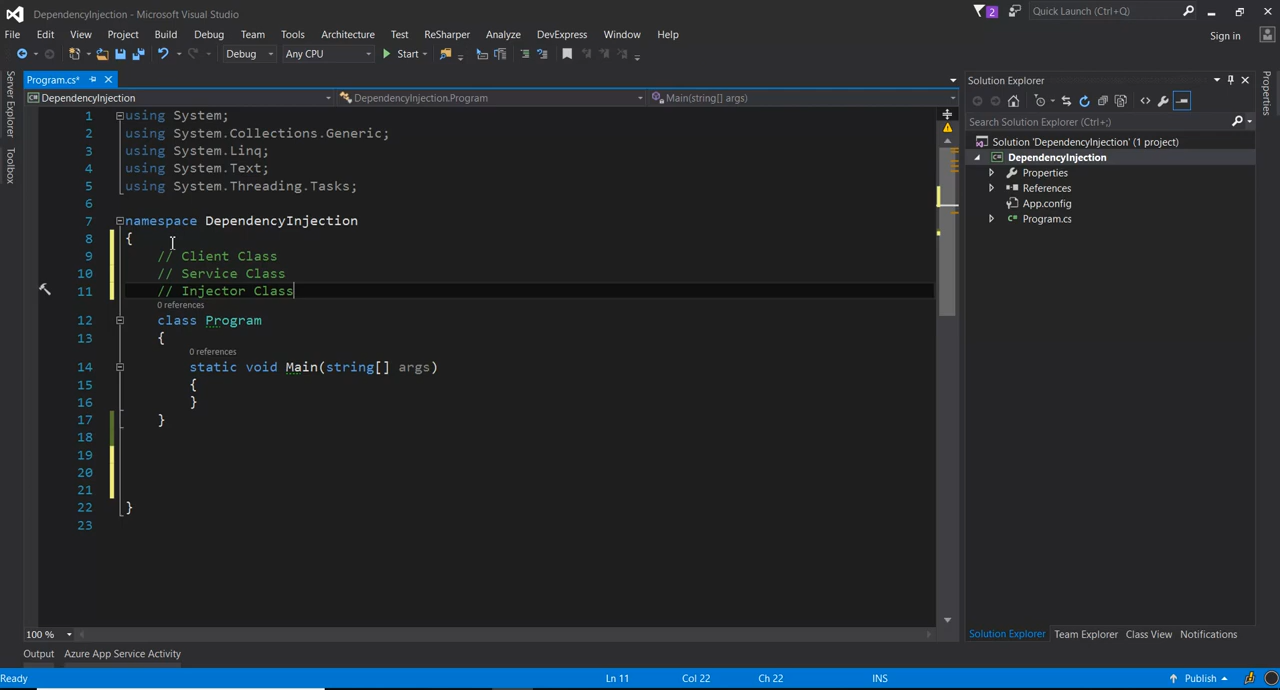 DependencyInjection - Microsoft Visual Studio
2
Quick Launch (Ctrl+Q)
File Edit View Project Build Debug Team Tools Architecture Test ReSharper Analyze DevExpress Window Help
Sign in
Debug Any CPU Start
Server Explorer
Toolbox
Program.cs*
DependencyInjection DependencyInjection.Program Main(string[] args)
1 using System;
2 using System.Collections.Generic;
3 using System.Linq;
4 using System.Text;
5 using System.Threading.Tasks;
6
7 namespace DependencyInjection
8 {
9 // Client Class
10 // Service Class
11 // Injector Class
0 references
12 class Program
13 {
0 references
14 static void Main(string[] args)
15 {
16 }
17 }
18
19
20
21
22 }
23
100 %
Solution Explorer
Search Solution Explorer (Ctrl+;)
Solution 'DependencyInjection' (1 project)
DependencyInjection
Properties
References
App.config
Program.cs
Solution Explorer Team Explorer Class View Notifications
Properties
Output Azure App Service Activity
Ready Ln 11 Col 22 Ch 22 INS Publish